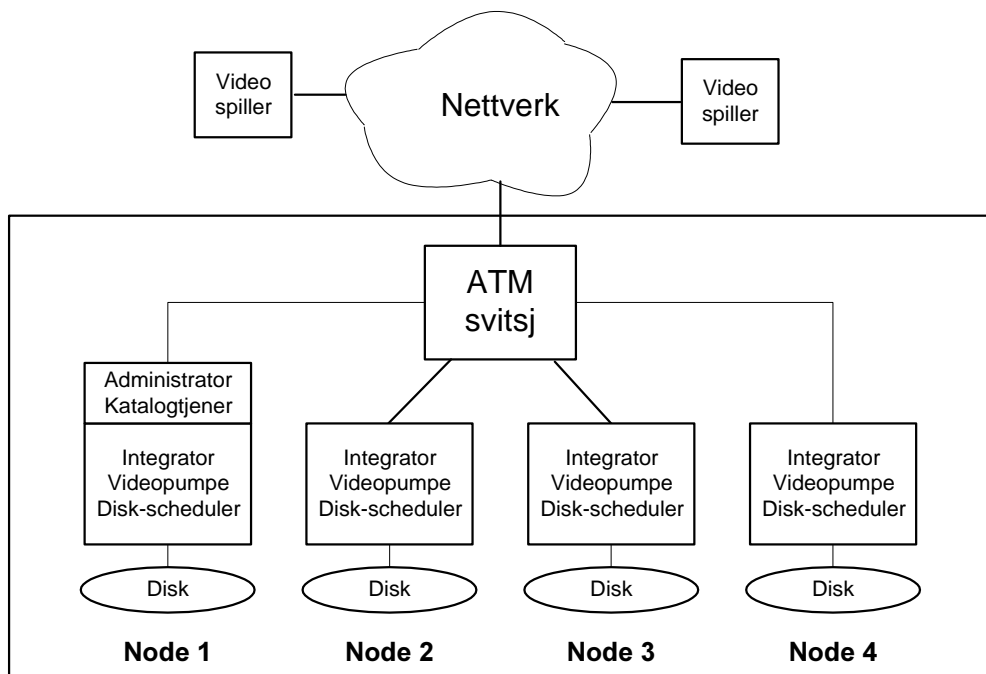 Video
spiller
Nettverk
Video
spiller
ATM
svitsj
Administrator
Katalogtjener
Integrator
Videopumpe
Disk-scheduler
Integrator
Videopumpe
Disk-scheduler
Integrator
Videopumpe
Disk-scheduler
Integrator
Videopumpe
Disk-scheduler
Disk
Disk
Disk
Disk
Node 1
Node 2
Node 3
Node 4